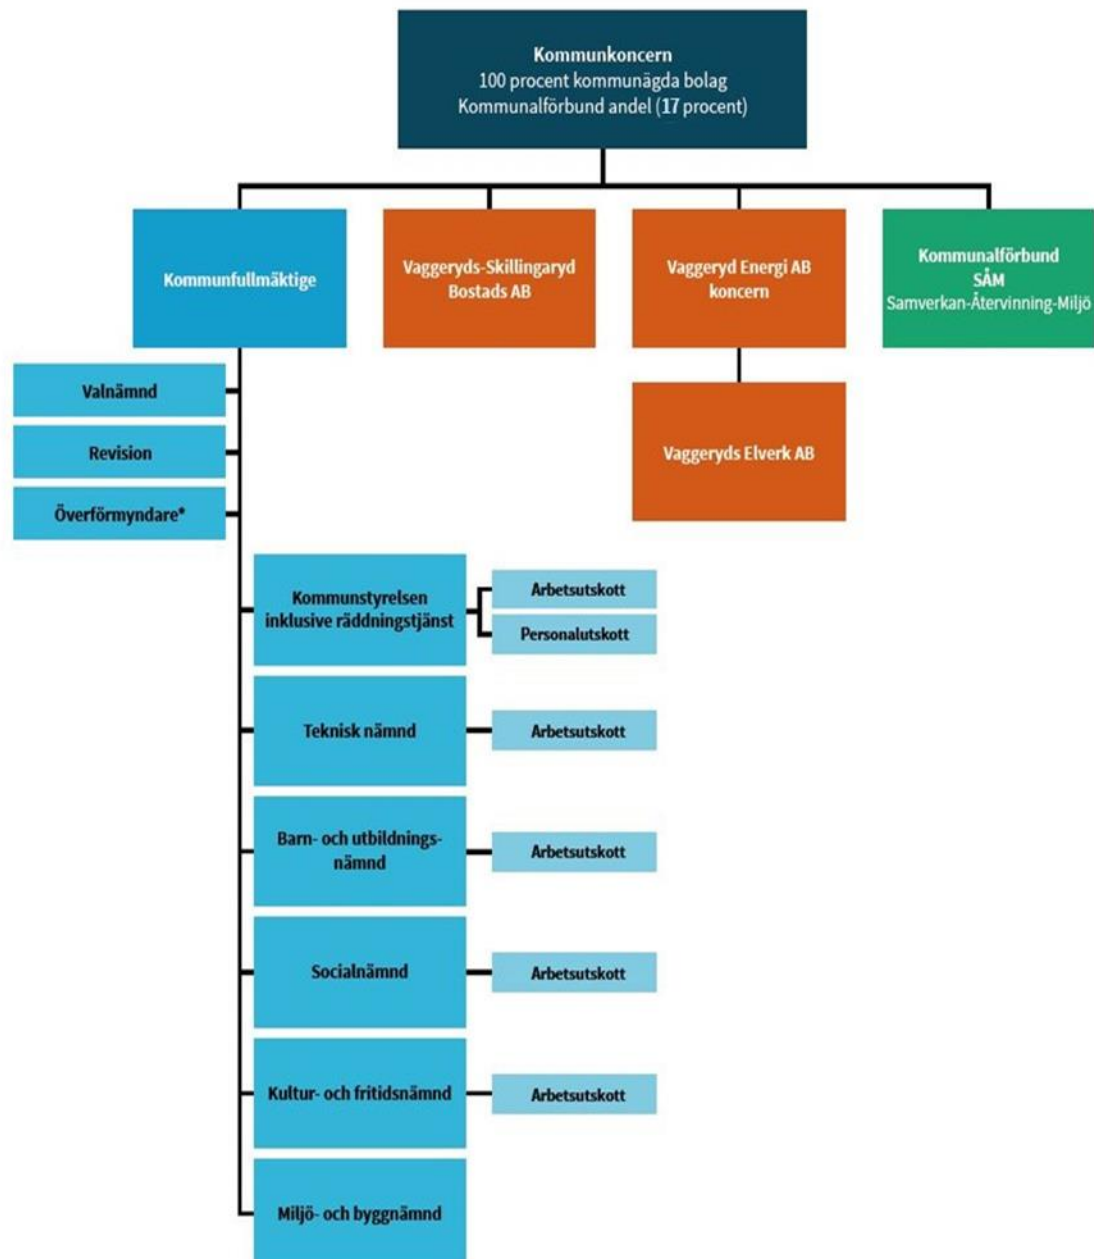 Kommunkoncern
100 procent kommunägda bolag
Kommunalförbund andel (17 procent)
Kommunfullmäktige
Vaggeryds-Skillingaryd
Bostads AB
Vaggeryd Energi AB
koncern
Kommunalförbund
SÅM
Samverkan-Återvinning-Miljö
Valnämnd
Revision
Överförmyndare*
Vaggeryds Elverk AB
Kommunstyrelsen
inklusive räddningstjänst
Arbetsutskott
Personalutskott
Teknisk nämnd
Arbetsutskott
Barn- och utbildnings-
nämnd
Arbetsutskott
Socialnämnd
Arbetsutskott
Kultur- och fritidsnämnd
Arbetsutskott
Miljö- och byggnämnd